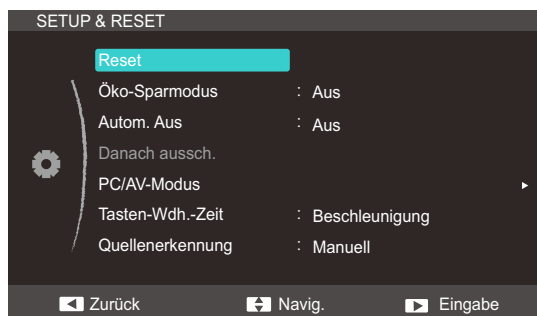 SETUP & RESET
Reset
Öko-Sparmodus : Aus
Autom. Aus : Aus
Danach aussch.
PC/AV-Modus
Tasten-Wdh.-Zeit : Beschleunigung
Quellenerkennung : Manuell
Zurück Navig. Eingabe